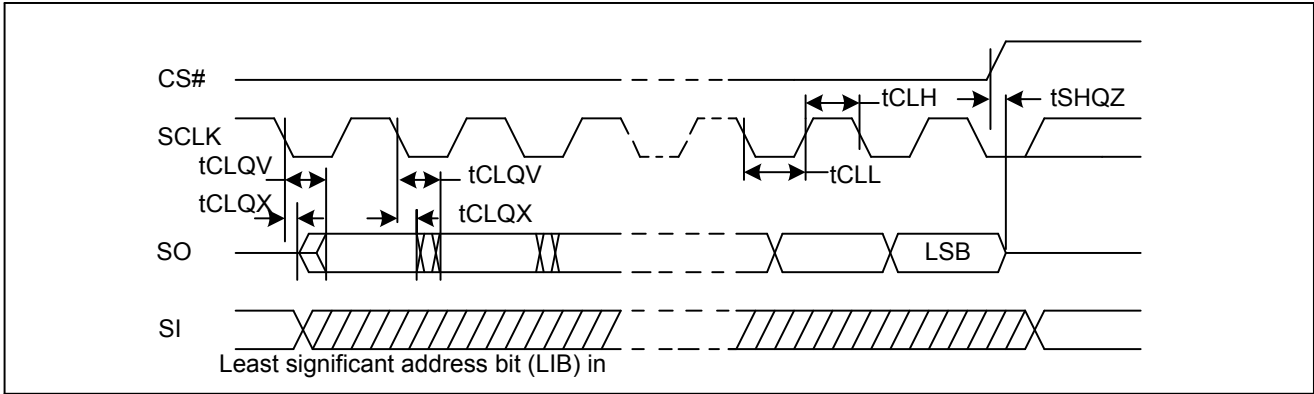 CS#
tCLH
tSHQZ
SCLK
tCLQV
tCLQV
tCLL
tCLQX
tCLQX
SO
LSB
SI
Least significant address bit (LIB) in